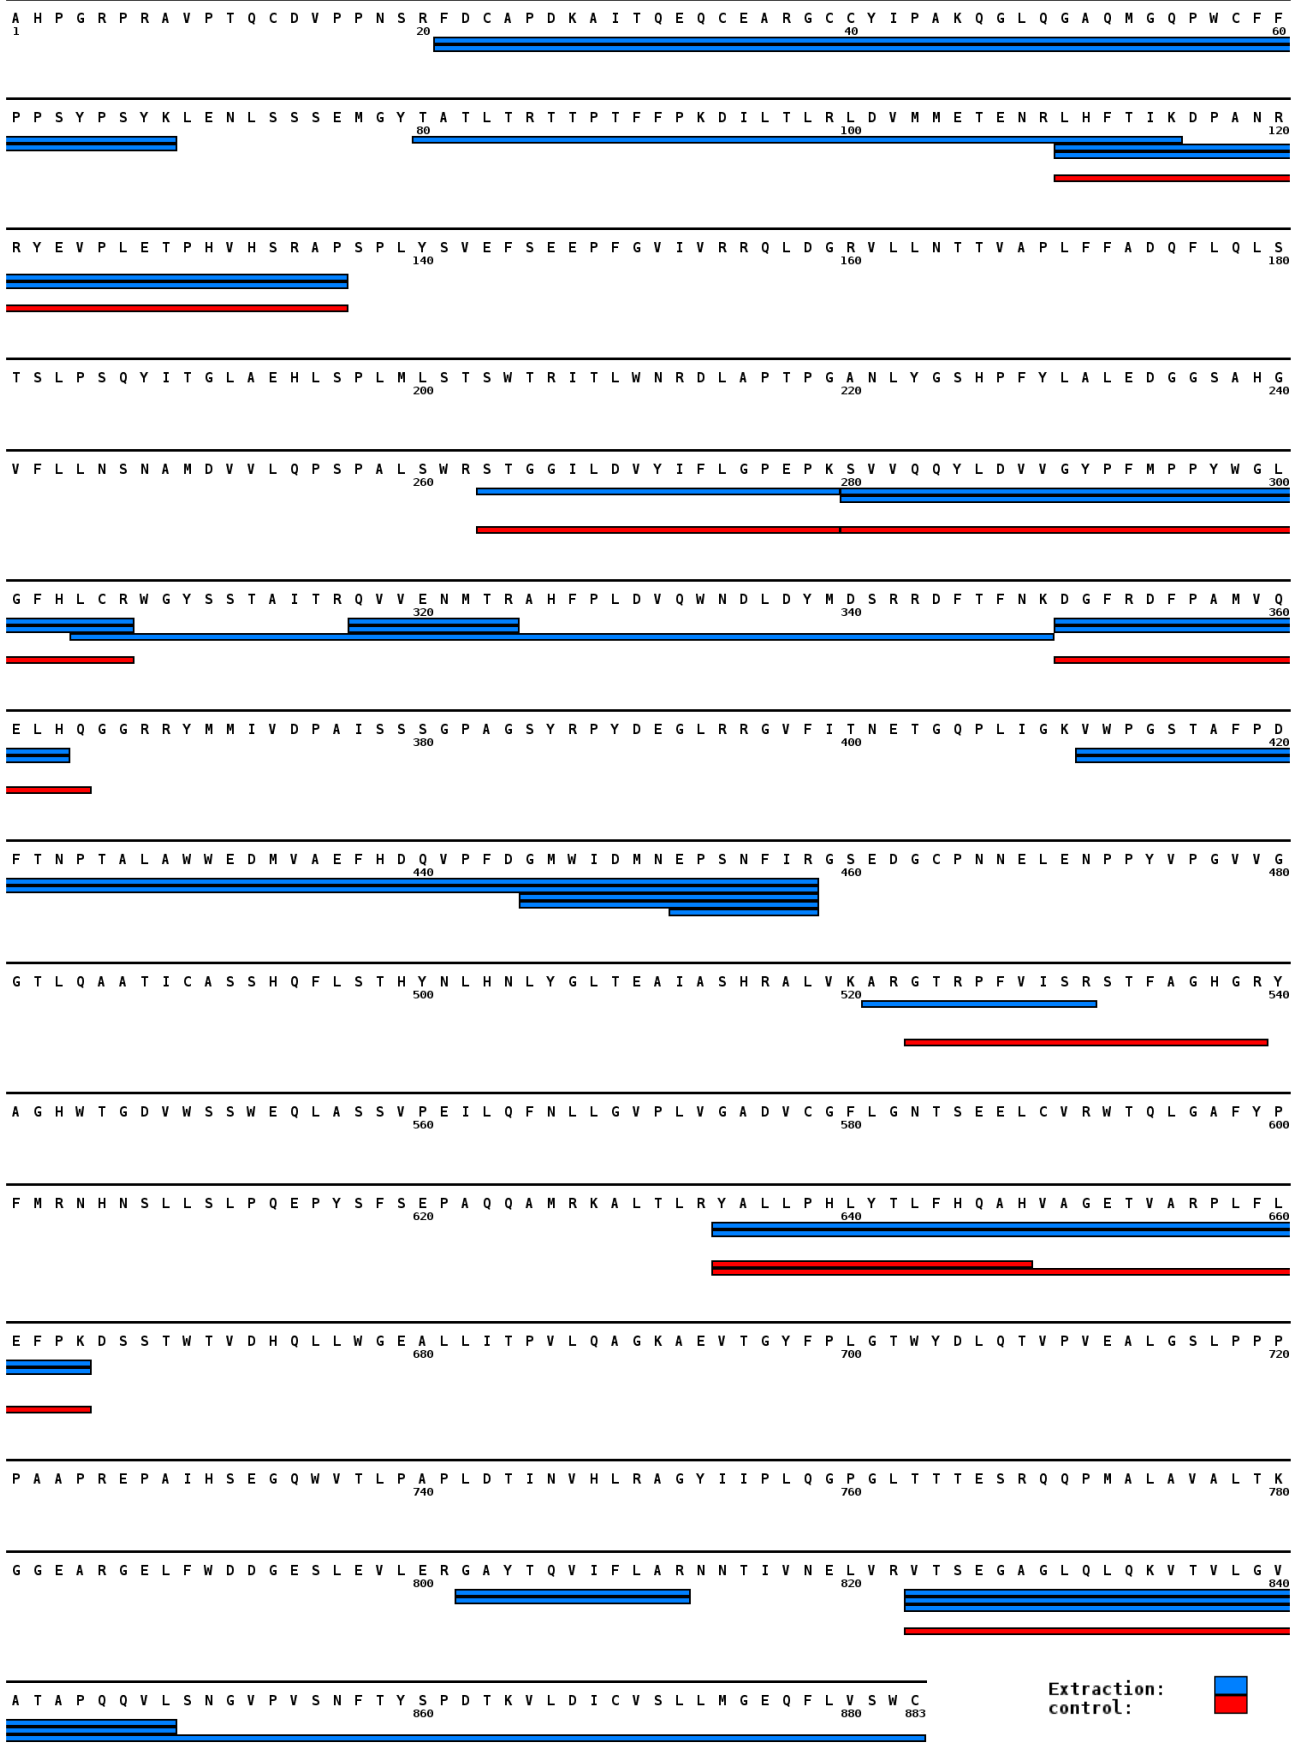 A H P G R P R A V P T Q C D V P P N S R F D C A P D K A I T Q E Q C E A R G C C Y I P A K Q G L Q G A Q M G Q P W C F F
1 20 40 60
P P S Y P S Y K L E N L S S S E M G Y T A T L T R T T P T F F P K D I L T L R L D V M M E T E N R L H F T I K D P A N R
80 100 120
R Y E V P L E T P H V H S R A P S P L Y S V E F S E E P F G V I V R R Q L D G R V L L N T T V A P L F F A D Q F L Q L S
140 160 180
T S L P S Q Y I T G L A E H L S P L M L S T S W T R I T L W N R D L A P T P G A N L Y G S H P F Y L A L E D G G S A H G
200 220 240
V F L L N S N A M D V V L Q P S P A L S W R S T G G I L D V Y I F L G P E P K S V V Q Q Y L D V V G Y P F M P P Y W G L
260 280 300
G F H L C R W G Y S S T A I T R Q V V E N M T R A H F P L D V Q W N D L D Y M D S R R D F T F N K D G F R D F P A M V Q
320 340 360
E L H Q G G R R Y M M I V D P A I S S S G P A G S Y R P Y D E G L R R G V F I T N E T G Q P L I G K V W P G S T A F P D
380 400 420
F T N P T A L A W W E D M V A E F H D Q V P F D G M W I D M N E P S N F I R G S E D G C P N N E L E N P P Y V P G V V G
440 460 480
G T L Q A A T I C A S S H Q F L S T H Y N L H N L Y G L T E A I A S H R A L V K A R G T R P F V I S R S T F A G H G R Y
500 520 540
A G H W T G D V W S S W E Q L A S S V P E I L Q F N L L G V P L V G A D V C G F L G N T S E E L C V R W T Q L G A F Y P
560 580 600
F M R N H N S L L S L P Q E P Y S F S E P A Q Q A M R K A L T L R Y A L L P H L Y T L F H Q A H V A G E T V A R P L F L
620 640 660
E F P K D S S T W T V D H Q L L W G E A L L I T P V L Q A G K A E V T G Y F P L G T W Y D L Q T V P V E A L G S L P P P
680 700 720
P A A P R E P A I H S E G Q W V T L P A P L D T I N V H L R A G Y I I P L Q G P G L T T T E S R Q Q P M A L A V A L T K
740 760 780
G G E A R G E L F W D D G E S L E V L E R G A Y T Q V I F L A R N N T I V N E L V R V T S E G A G L Q L Q K V T V L G V
800 820 840
A T A P Q Q V L S N G V P V S N F T Y S P D T K V L D I C V S L L M G E Q F L V S W C
860 880 883
Extraction:
control: